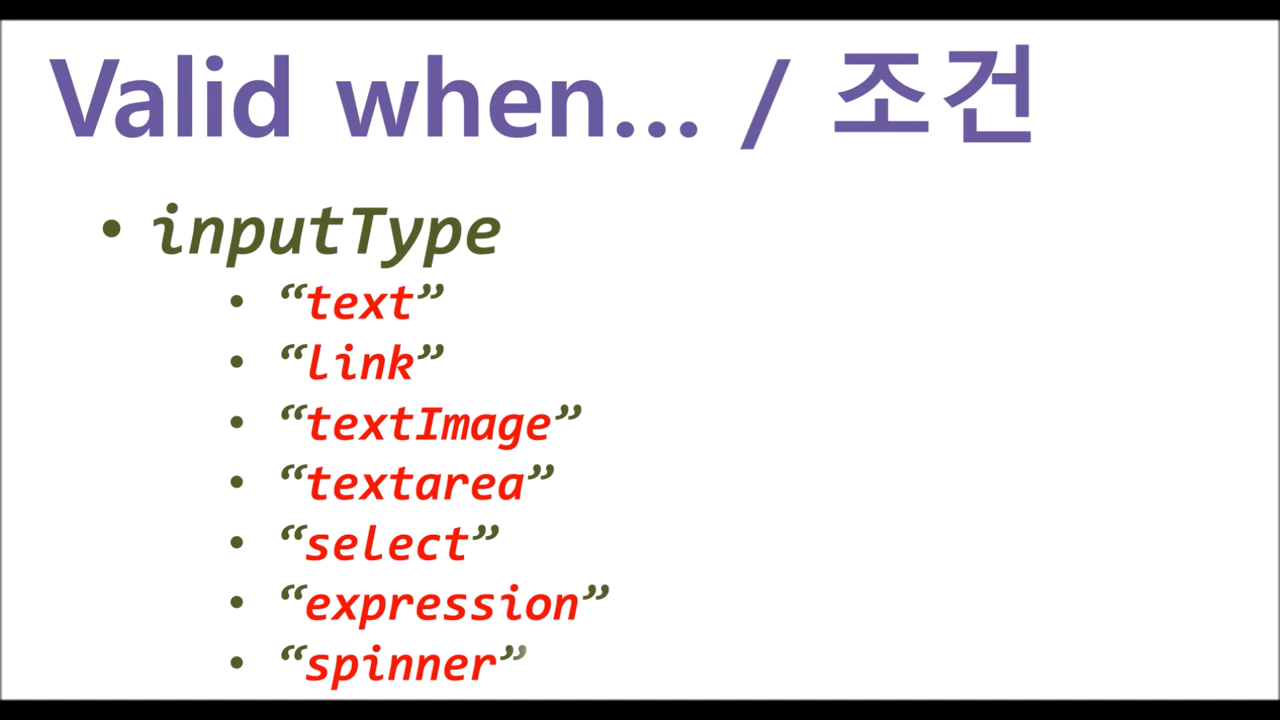 Valid when... / 조건
• inputType
• “text”
• “link”
• “textImage”
• “textarea”
• “select”
• “expression”
• “spinner”